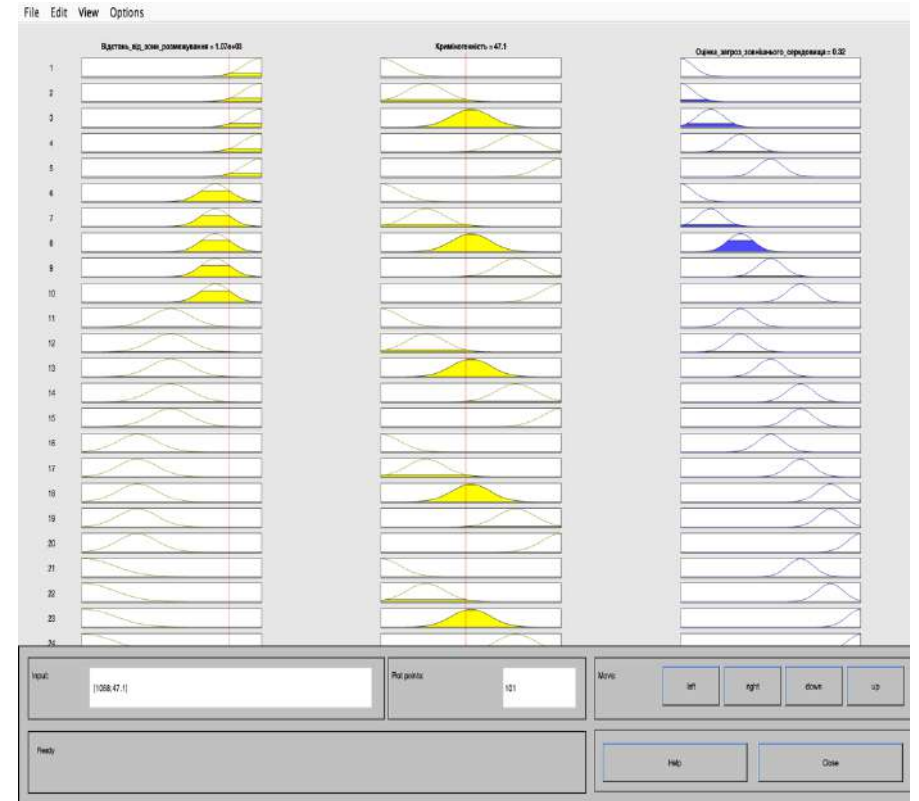 File Edit View Options
Відстань_від_зони_розмежування = 1.07e+03
Криміногенність = 47.1
Оцінка_загроз_зовнішнього_середовища = 0.32
1
2
3
4
5
6
7
8
9
10
11
12
13
14
15
16
17
18
19
20
21
22
23
24
Input:
[1068;47.1]
Plot points:
101
Move:
left
right
down
up
Ready
Help
Close